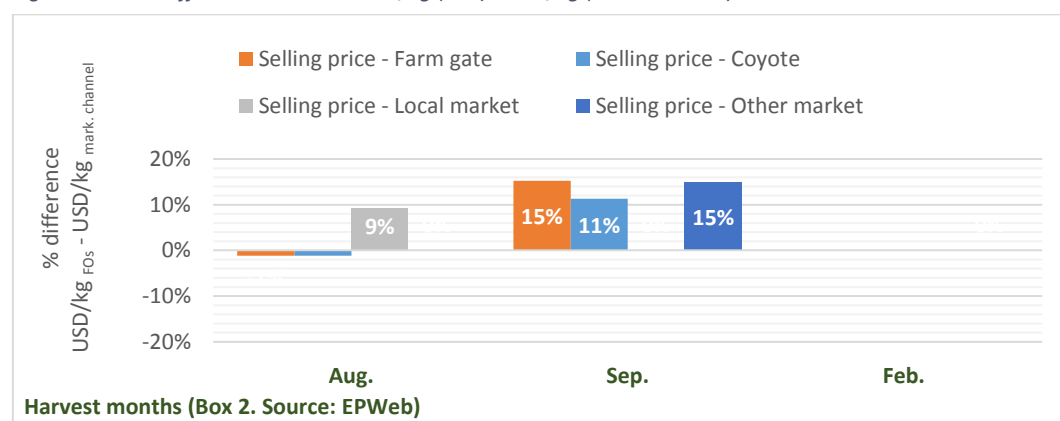 Selling price - Farm gate
Selling price - Coyote
Selling price - Local market
Selling price - Other market
% difference
USD/kg FOs - USD/kg mark. channel
20%
10%
0%
-10%
-20%
9%
15%
11%
15%
Aug.
Sep.
Feb.
Harvest months (Box 2. Source: EPWeb)